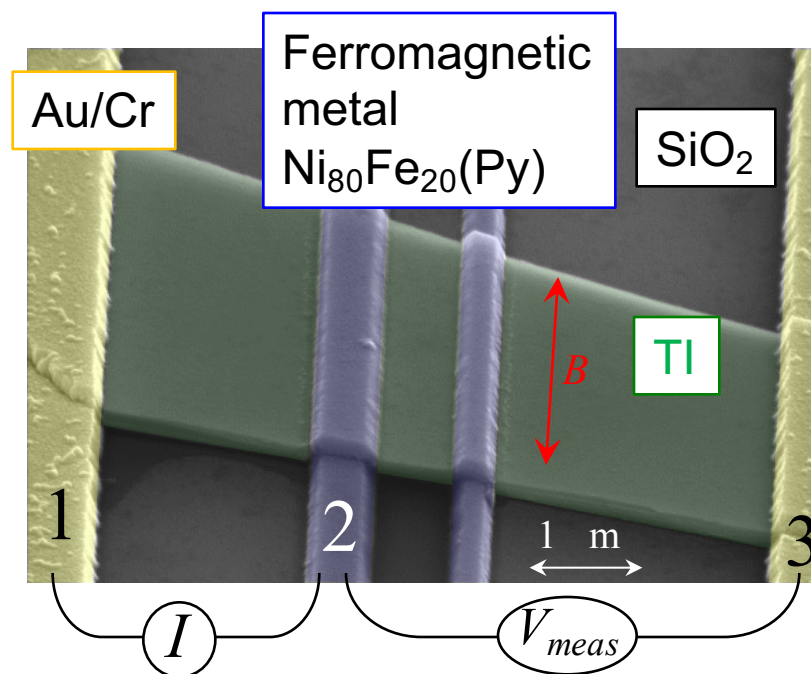 Ferromagnetic
metal
Ni₈₀Fe₂₀(Py)
Au/Cr
SiO₂
B
TI
1
2
3
1 m
I
Vₘₑₐₛ